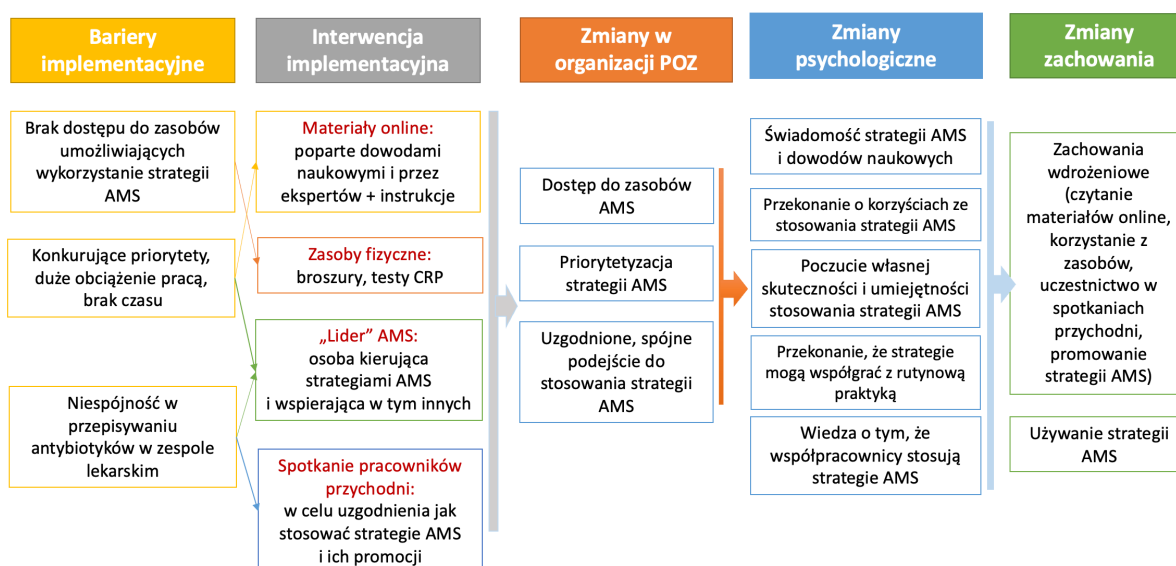 Bariery
implementacyjne
Interwencja
implementacyjna
Zmiany w
organizacji POZ
Zmiany
psychologiczne
Zmiany
zachowania
Brak dostępu do zasobów
umożliwiających
wykorzystanie strategii
AMS
Konkurujące priorytety,
duże obciążenie pracą,
brak czasu
Niespójność w
przepisywaniu
antybiotyków w zespole
lekarskim
Materiały online:
poparte dowodami
naukowymi i przez
ekspertów + instrukcje
Zasoby fizyczne:
broszury, testy CRP
„Lider” AMS:
osoba kierująca
strategiami AMS
i wspierająca w tym innych
Spotkanie pracowników
przychodni:
w celu uzgodnienia jak
stosować strategie AMS
i ich promocji
Dostęp do zasobów
AMS
Priorytetyzacja
strategii AMS
Uzgodnione, spójne
podejście do
stosowania strategii
AMS
Świadomość strategii AMS
i dowodów naukowych
Przekonanie o korzyściach ze
stosowania strategii AMS
Poczucie własnej
skuteczności i umiejętności
stosowania strategii AMS
Przekonanie, że strategie
mogą współgrać z rutynową
praktyką
Wiedza o tym, że
współpracownicy stosują
strategie AMS
Zachowania
wdrożeniowe
(czytanie
materiałów online,
korzystanie z
zasobów,
uczestnictwo w
spotkaniach
przychodni,
promowanie
strategii AMS)
Używanie strategii
AMS